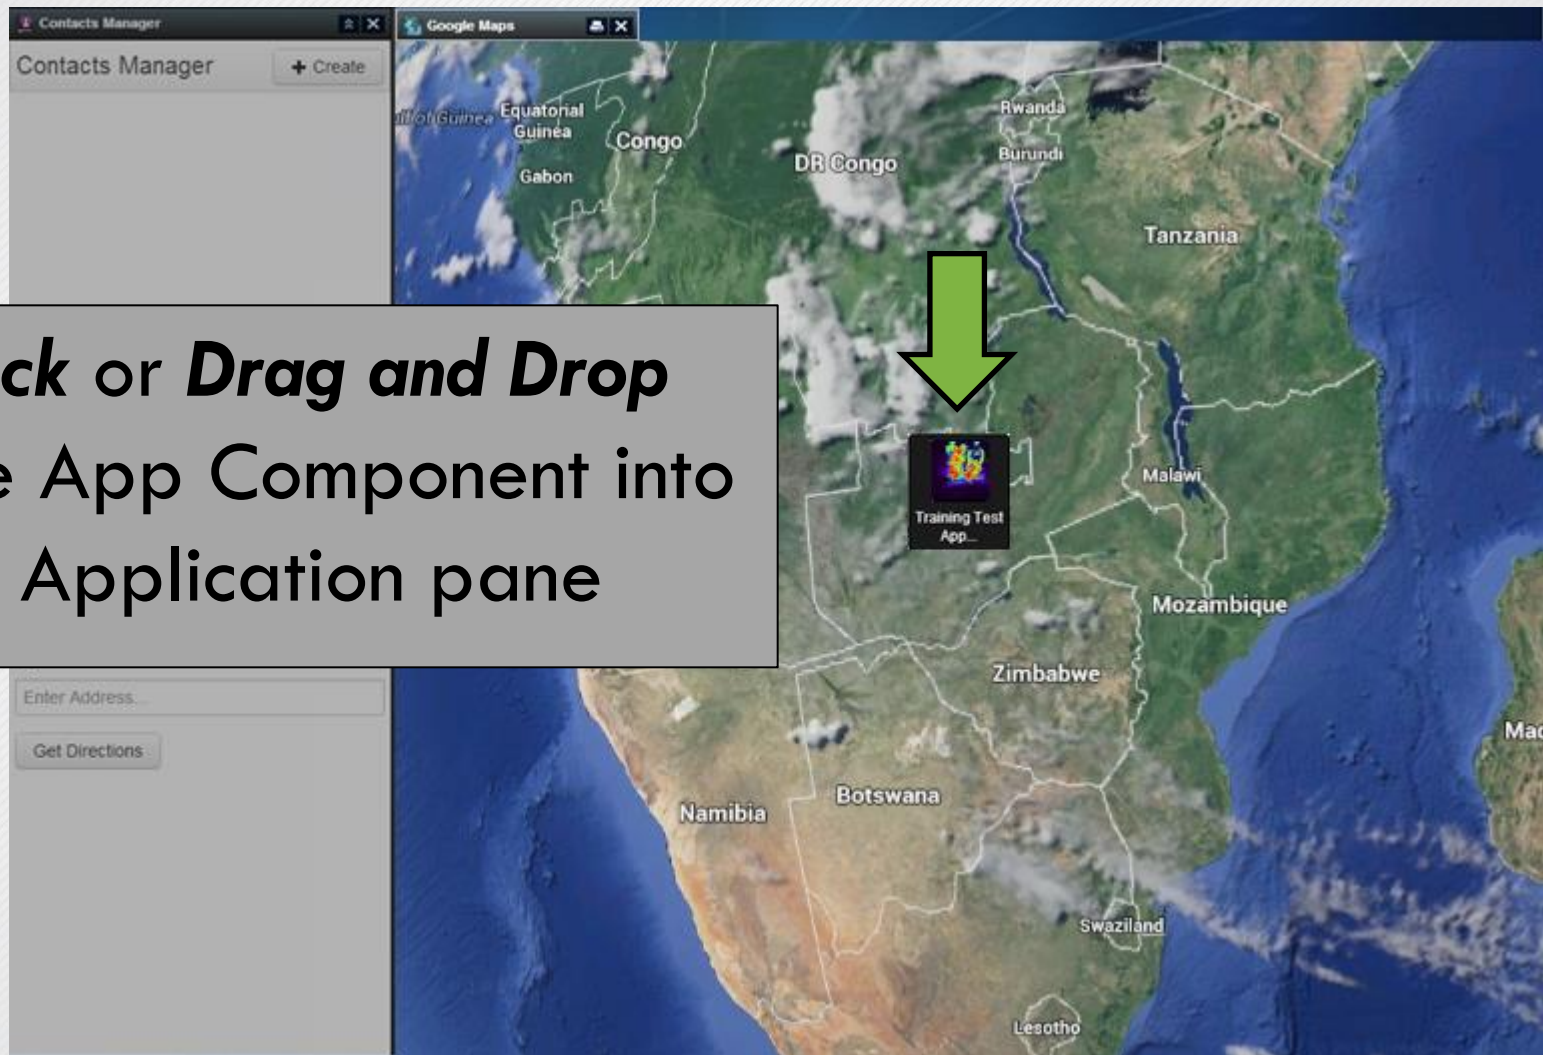 Contacts Manager
Google Maps
Contacts Manager
+ Create
Equatorial
Guinea
Congo
Gabon
DR Congo
Rwanda
Burundi
Tanzania
ck or Drag and Drop
e App Component into
Application pane
Training Test
App...
Malawi
Mozambique
Zimbabwe
Enter Address...
Get Directions
Mad
Namibia
Botswana
Swaziland
Lesotho